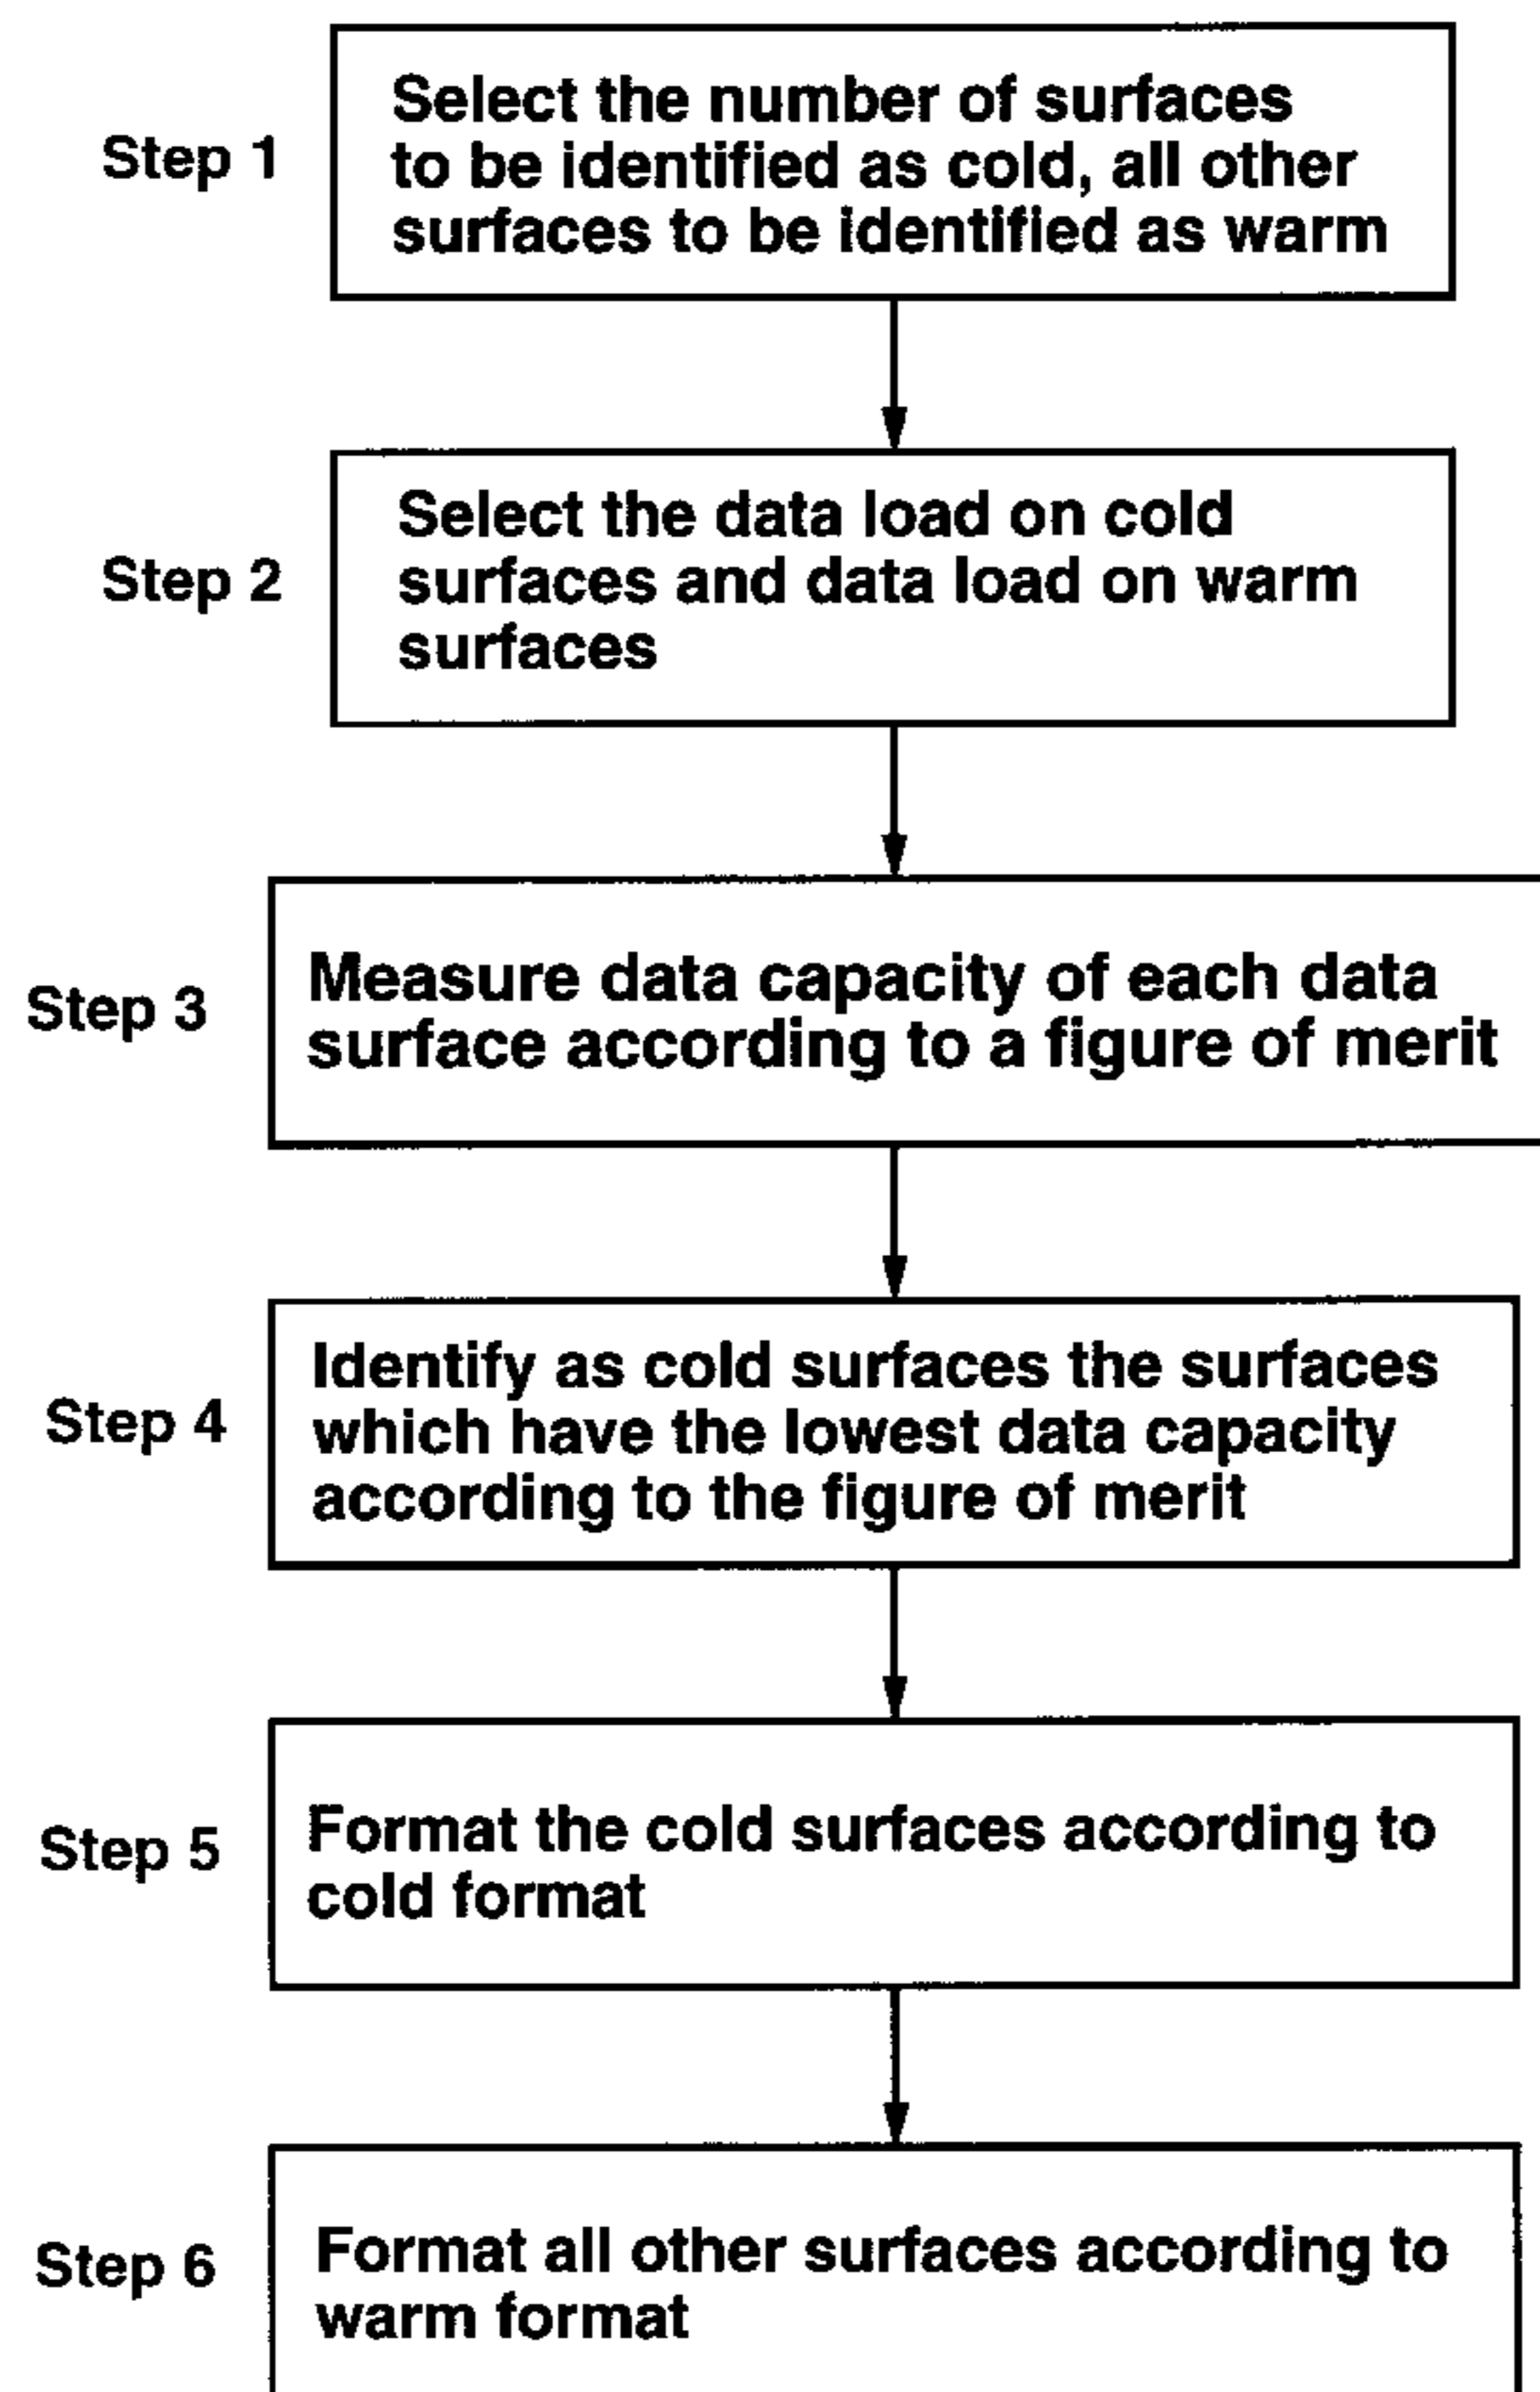 Step 1
Select the number of surfaces
to be identified as cold, all other
surfaces to be identified as warm
Step 2
Select the data load on cold
surfaces and data load on warm
surfaces
Step 3
Measure data capacity of each data
surface according to a figure of merit
Step 4
Identify as cold surfaces the surfaces
which have the lowest data capacity
according to the figure of merit
Step 5
Format the cold surfaces according to
cold format
Step 6
Format all other surfaces according to
warm format